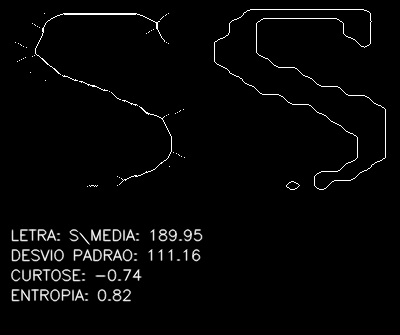 LETRA: S\MEDIA: 189.95
DESVIO PADRAO: 111.16
CURTOSE: -0.74
ENTROPIA: 0.82